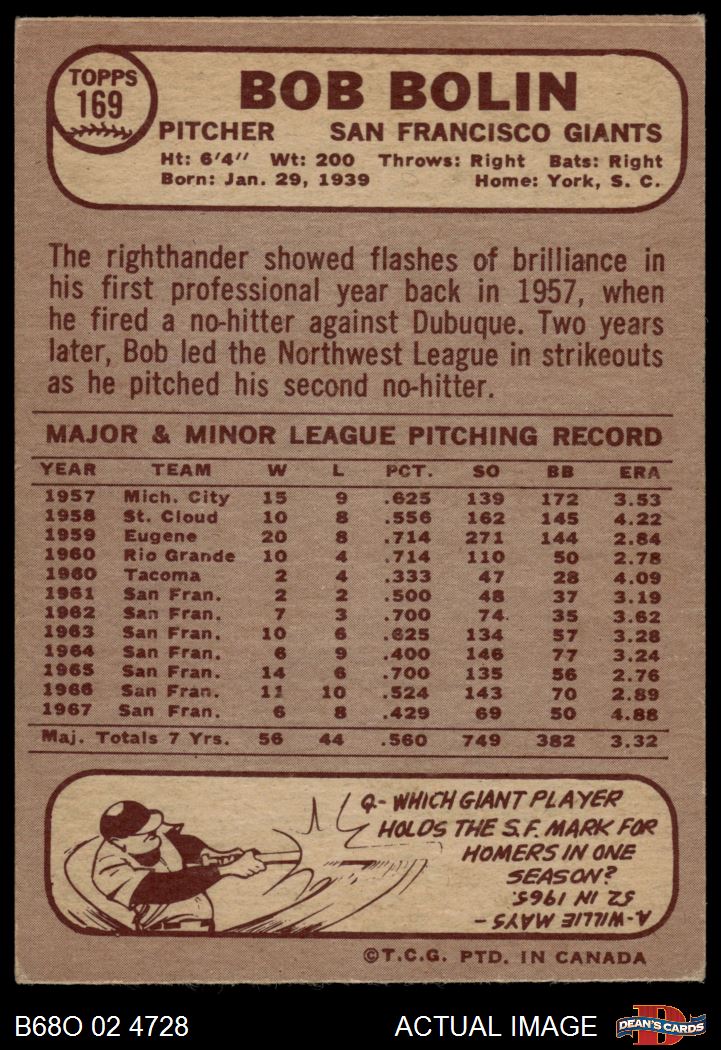 TOPPS
169
BOB BOLIN
PITCHER SAN FRANCISCO GIANTS
Ht: 6'4" Wt: 200 Throws: Right Bats: Right
Born: Jan. 29, 1939 Home: York, S. C.
The righthander showed flashes of brilliance in
his first professional year back in 1957, when
he fired a no-hitter against Dubuque. Two years
later, Bob led the Northwest League in strikeouts
as he pitched his second no-hitter.
MAJOR & MINOR LEAGUE PITCHING RECORD
YEAR TEAM W L PCT. SO BB ERA
1957 Mich. City 15 9 .625 139 172 3.53
1958 St. Cloud 10 8 .556 162 145 4.22
1959 Eugene 20 8 .714 271 144 2.84
1960 Rio Grande 10 4 .714 110 50 2.78
1960 Tacoma 2 4 .333 47 28 4.09
1961 San Fran. 2 2 .500 48 37 3.19
1962 San Fran. 7 3 .700 74 35 3.62
1963 San Fran. 10 6 .625 134 57 3.28
1964 San Fran. 6 9 .400 146 77 3.24
1965 San Fran. 14 6 .700 135 56 2.76
1966 San Fran. 11 10 .524 143 70 2.89
1967 San Fran. 6 8 .429 69 50 4.88
Maj. Totals 7 Yrs. 56 44 .560 749 382 3.32
Q- WHICH GIANT PLAYER
HOLDS THE S.F. MARK FOR
HOMERS IN ONE
SEASON?
A-WILLIE MAYS -
52 IN 1965.
©T.C.G. PTD. IN CANADA
B68O 02 4728 ACTUAL IMAGE
D
DEAN'S CARDS